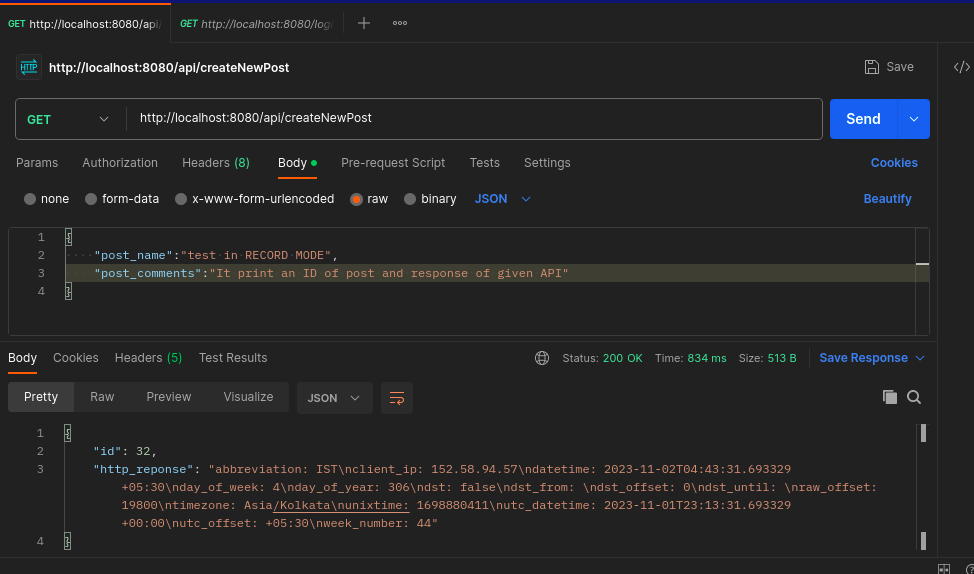 GET http://localhost:8080/api/
GET http://localhost:8080/log
HTTP http://localhost:8080/api/createNewPost
Save
GET http://localhost:8080/api/createNewPost
Send
Params Authorization Headers (8) Body Pre-request Script Tests Settings Cookies
none form-data x-www-form-urlencoded raw binary JSON Beautify
1 {
2 ····"post_name":"test·in·RECORD·MODE",
3 ····"post_comments":"It print an ID of post and response of given API"
4 }
Body Cookies Headers (5) Test Results Status: 200 OK Time: 834 ms Size: 513 B Save Response
Pretty Raw Preview Visualize JSON
1 {
2 "id": 32,
3 "http_reponse": "abbreviation: IST\nclient_ip: 152.58.94.57\ndatetime: 2023-11-02T04:43:31.693329
+05:30\nday_of_week: 4\nday_of_year: 306\ndst: false\ndst_from: \ndst_offset: 0\ndst_until: \nraw_offset:
19800\ntimezone: Asia/Kolkata\nunixtime: 1698880411\nutc_datetime: 2023-11-01T23:13:31.693329
+00:00\nutc_offset: +05:30\nweek_number: 44"
4 }